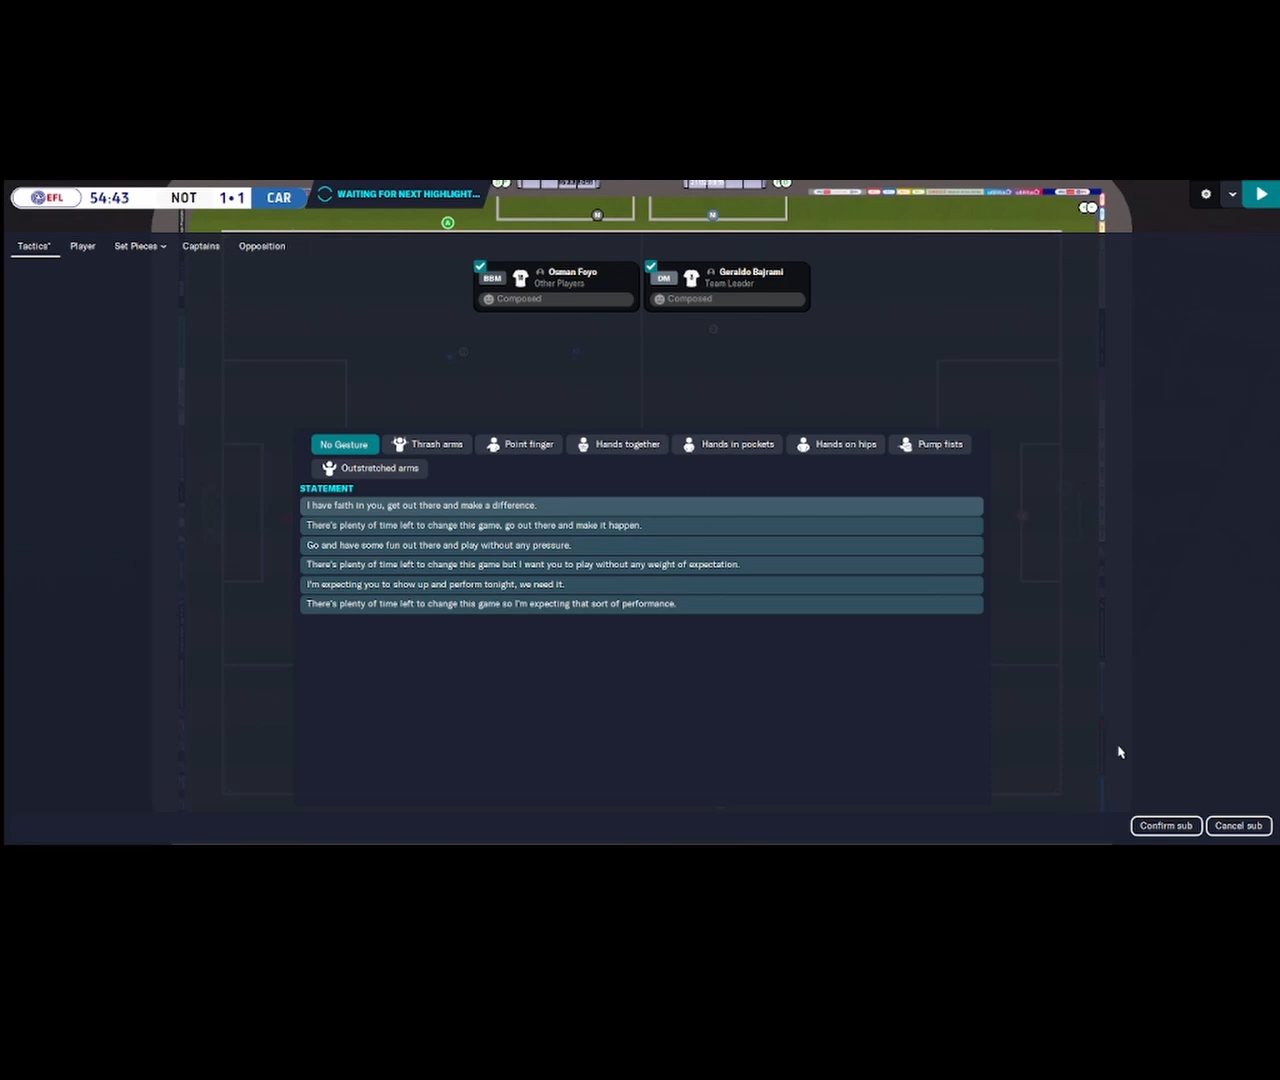 EFL 54:43 NOT 1•1 CAR WAITING FOR NEXT HIGHLIGHT...
Tactics* Player Set Pieces Captains Opposition
BBM Osman Foyo
Other Players
Composed
DM Geraldo Bajrami
Team Leader
Composed
No Gesture Thrash arms Point finger Hands together Hands in pockets Hands on hips Pump fists
Outstretched arms
STATEMENT
I have faith in you, get out there and make a difference.
There's plenty of time left to change this game, go out there and make it happen.
Go and have some fun out there and play without any pressure.
There's plenty of time left to change this game but I want you to play without any weight of expectation.
I'm expecting you to show up and perform tonight, we need it.
There's plenty of time left to change this game so I'm expecting that sort of performance.
Confirm sub Cancel sub